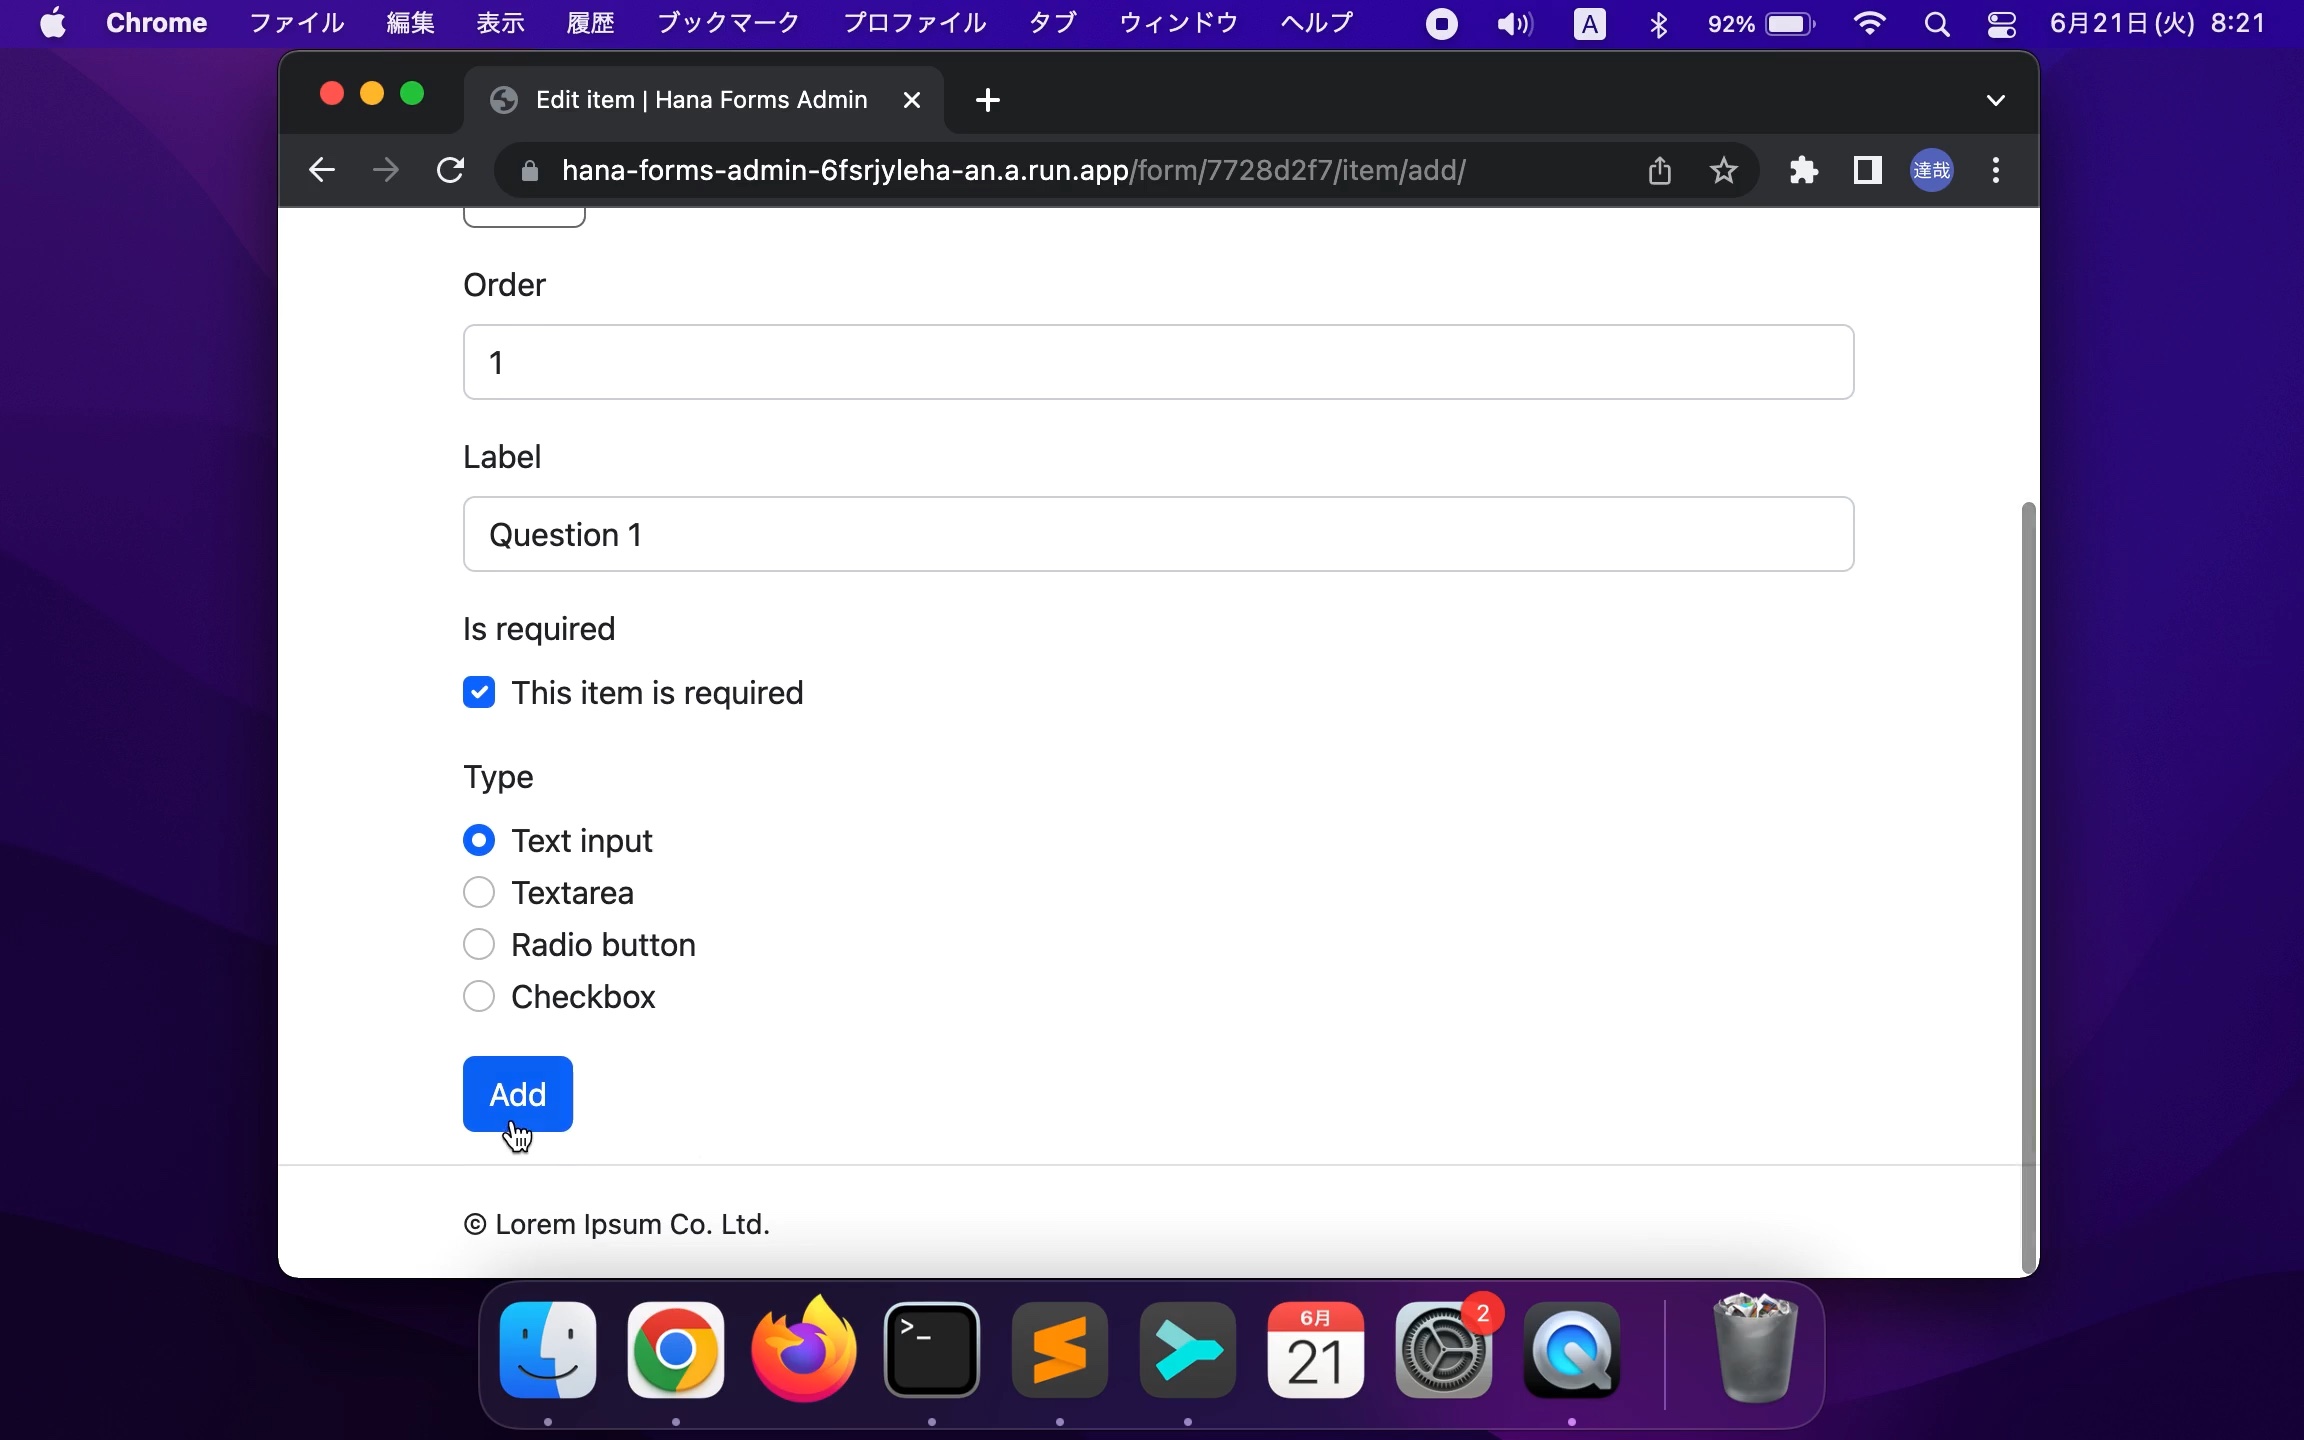 Chrome ファイル 編集 表示 履歴 ブックマーク プロファイル タブ ウィンドウ ヘルプ A 92% 6月21日(火) 8:21
Edit item | Hana Forms Admin
hana-forms-admin-6fsrjyleha-an.a.run.app/form/7728d2f7/item/add/ 達哉
Order
1
Label
Question 1
Is required
This item is required
Type
Text input
Textarea
Radio button
Checkbox
Add
© Lorem Ipsum Co. Ltd.
>_
6月
21
2